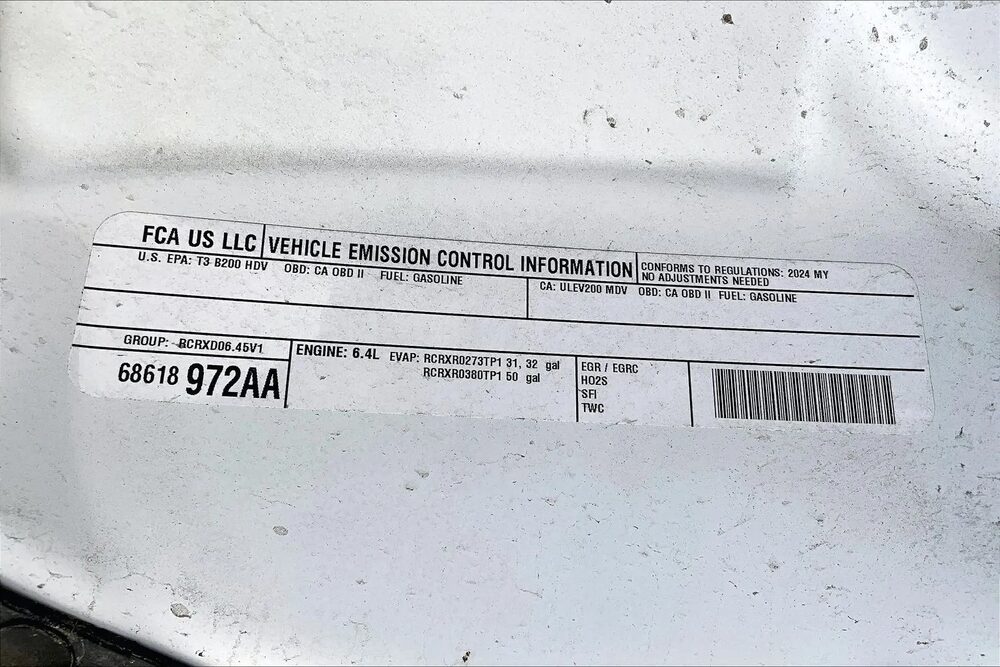 FCA US LLC VEHICLE EMISSION CONTROL INFORMATION
CONFORMS TO REGULATIONS: 2024 MY
NO ADJUSTMENTS NEEDED
U.S. EPA: T3 B200 HDV OBD: CA OBD II FUEL: GASOLINE
CA: ULEV200 MDV OBD: CA OBD II FUEL: GASOLINE
GROUP: RCRXD06.45V1
68618 972AA
ENGINE: 6.4L EVAP: RCRXR0273TP1 31, 32 gal
RCRXR0380TP1 50 gal
EGR / EGRC
HO2S
SFI
TWC